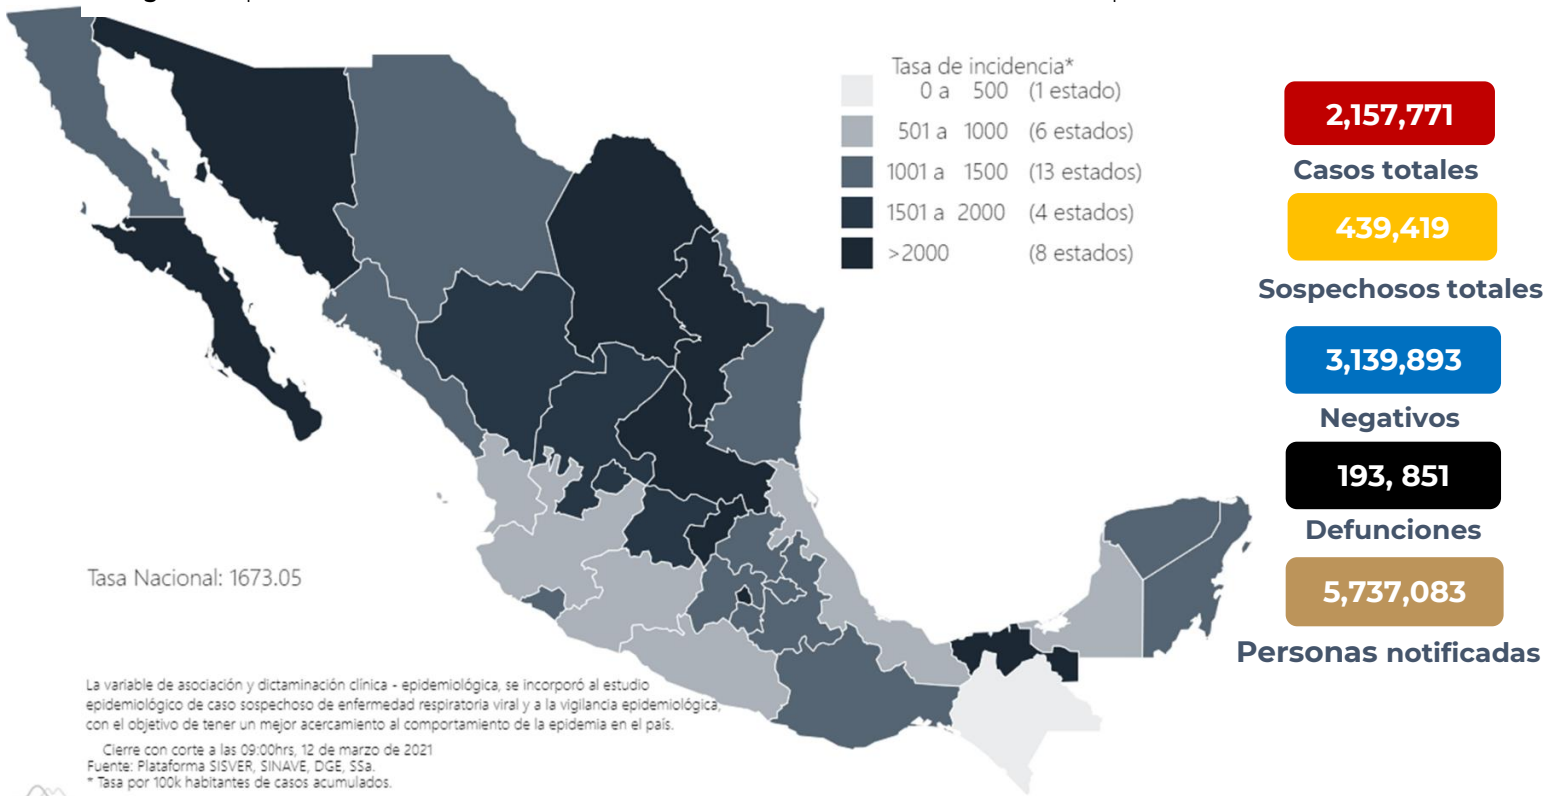 Tasa de incidencia*
0 a 500 (1 estado)
501 a 1000 (6 estados)
1001 a 1500 (13 estados)
1501 a 2000 (4 estados)
>2000 (8 estados)
2,157,771
Casos totales
439,419
Sospechosos totales
3,139,893
Negativos
193, 851
Defunciones
5,737,083
Personas notificadas
Tasa Nacional: 1673.05
La variable de asociación y dictaminación clínica - epidemiológica, se incorporó al estudio
epidemiológico de caso sospechoso de enfermedad respiratoria viral y a la vigilancia epidemiológica,
con el objetivo de tener un mejor acercamiento al comportamiento de la epidemia en el país.
Cierre con corte a las 09:00hrs, 12 de marzo de 2021
Fuente: Plataforma SISVER, SINAVE, DGE, SSa.
* Tasa por 100k habitantes de casos acumulados.